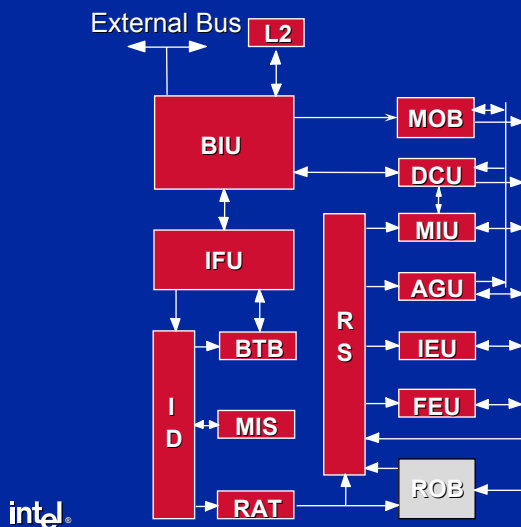 External Bus
L2
BIU
MOB
DCU
MIU
IFU
AGU
R
S
BTB
IEU
I
D
MIS
FEU
RAT
ROB
intel®